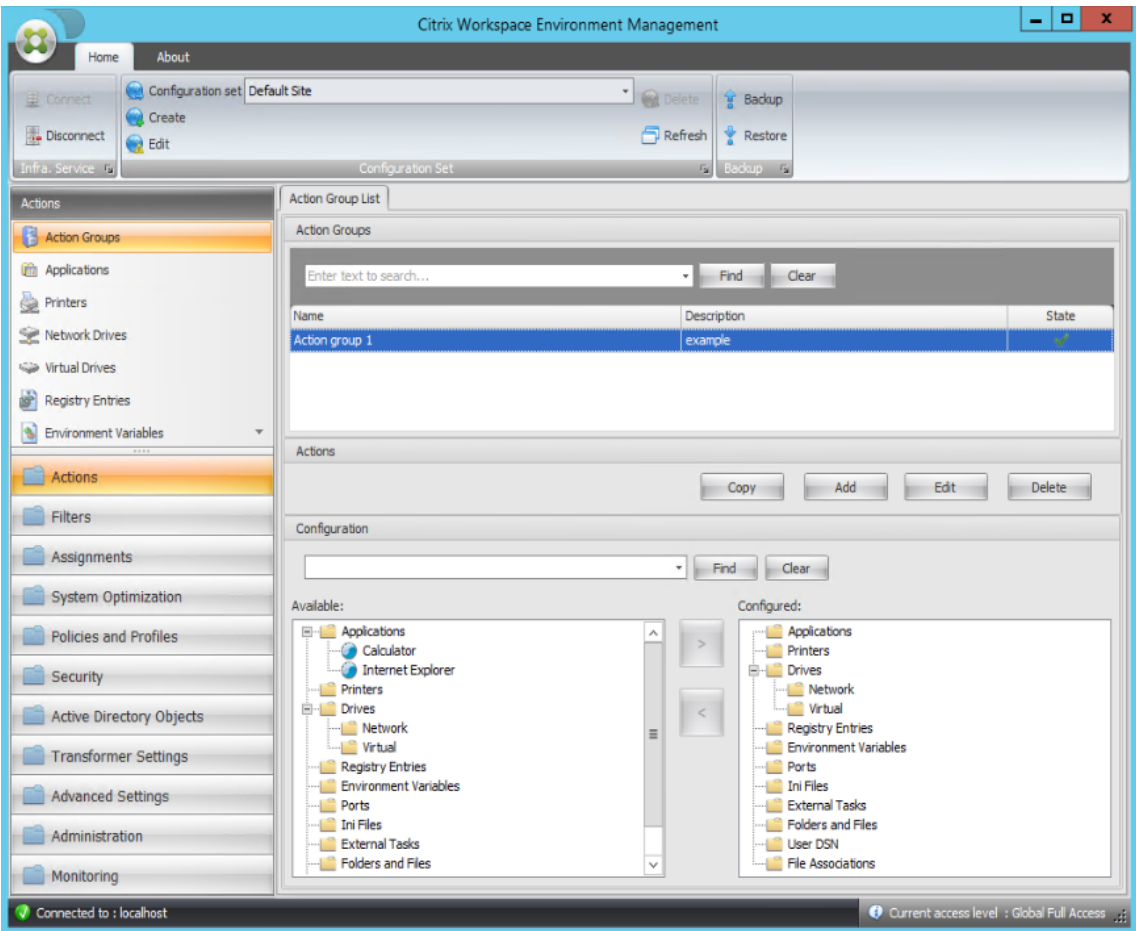 Citrix Workspace Environment Management
Home About
Connect
Disconnect
Infra. Service
Configuration set Default Site
Create
Edit
Delete
Refresh
Configuration Set
Backup
Restore
Backup
Actions
Action Groups
Applications
Printers
Network Drives
Virtual Drives
Registry Entries
Environment Variables
Actions
Filters
Assignments
System Optimization
Policies and Profiles
Security
Active Directory Objects
Transformer Settings
Advanced Settings
Administration
Monitoring
Action Group List
Action Groups
Enter text to search...
Find Clear
Name Description State
Action group 1 example
Actions
Copy Add Edit Delete
Configuration
Find Clear
Available:
Applications
Calculator
Internet Explorer
Printers
Drives
Network
Virtual
Registry Entries
Environment Variables
Ports
Ini Files
External Tasks
Folders and Files
>
<
Configured:
Applications
Printers
Drives
Network
Virtual
Registry Entries
Environment Variables
Ports
Ini Files
External Tasks
Folders and Files
User DSN
File Associations
Connected to : localhost
Current access level : Global Full Access